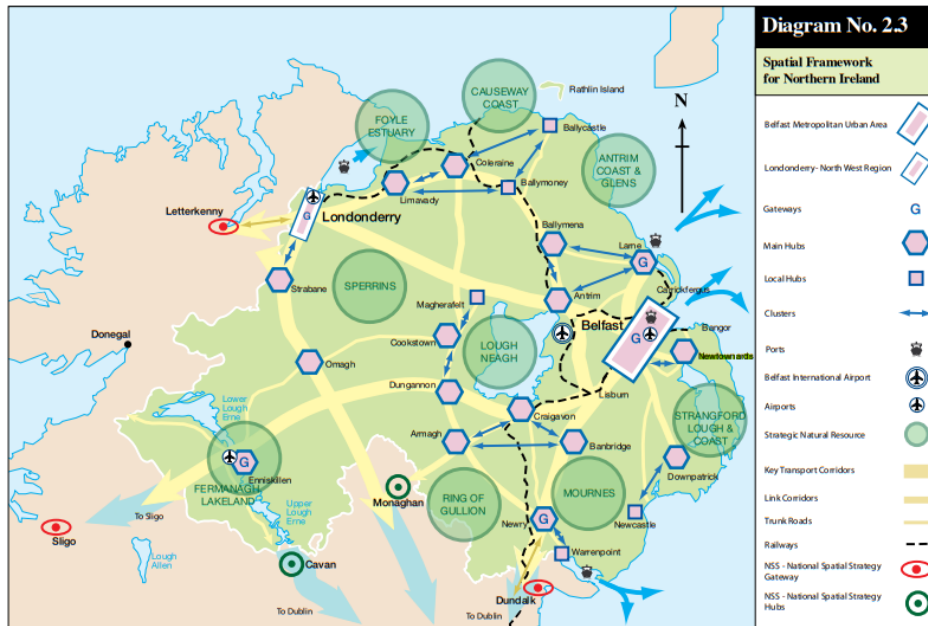 Diagram No. 2.3
Spatial Framework
for Northern Ireland
Belfast Metropolitan Urban Area
Londonderry- North West Region
Gateways
G
Main Hubs
Local Hubs
Clusters
Ports
Belfast International Airport
Airports
Strategic Natural Resource
Key Transport Corridors
Link Corridors
Trunk Roads
Railways
NSS - National Spatial Strategy
Gateway
NSS - National Spatial Strategy
Hubs
N
CAUSEWAY
COAST
Rathlin Island
FOYLE
ESTUARY
Ballycastle
Coleraine
ANTRIM
COAST &
GLENS
Limavady
Ballymoney
Letterkenny
G
Londonderry
Ballymena
Larne
G
Strabane
SPERRINS
Magherafelt
Antrim
Carrickfergus
Belfast
G
Bangor
Donegal
Cookstown
LOUGH
NEAGH
Newtownards
Omagh
Dungannon
Lisburn
Lower
Lough
Erne
Craigavon
STRANGFORD
LOUGH &
COAST
Armagh
Banbridge
G
Enniskillen
FERMANAGH
LAKELAND
Downpatrick
Monaghan
RING OF
GULLION
MOURNES
To Sligo
Upper
Lough
Erne
Newry
G
Newcastle
Sligo
Lough
Allen
Warrenpoint
Cavan
Dundalk
To Dublin
To Dublin